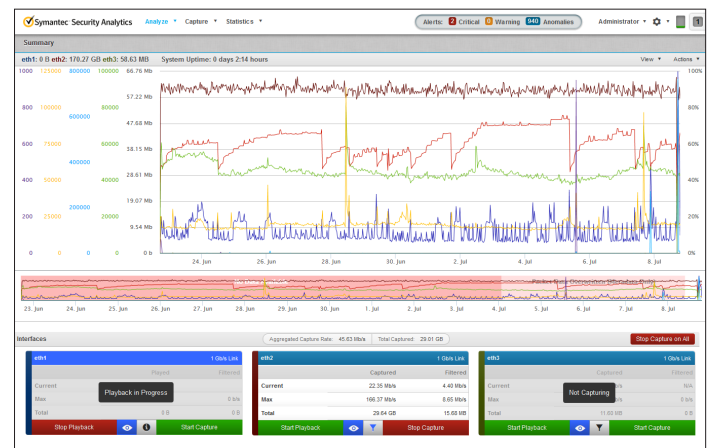 Symantec Security Analytics Analyze ▼ Capture ▼ Statistics ▼ Alerts: 2 Critical 0 Warning 940 Anomalies Administrator ▼ 1
Summary
eth1: 0 B eth2: 170.27 GB eth3: 58.63 MB System Uptime: 0 days 2:14 hours View ▼ Actions ▼
1000 125000 800000 100000 66.76 Mb 100%
57.22 Mb
800 100000 80000 80%
600000
47.68 Mb
600 75000 60000 38.15 Mb 60%
400000
400 50000 40000 28.61 Mb 40%
19.07 Mb
200000
200 25000 20000 20%
9.54 Mb
0 0 0 0 0 b 0%
24. Jun 26. Jun 28. Jun 30. Jun 2. Jul 4. Jul 6. Jul 8. Jul
23. Jun 24. Jun 25. Jun 26. Jun 27. Jun 28. Jun 29. Jun 30. Jun 1. Jul 2. Jul 3. Jul 4. Jul 5. Jul 6. Jul 7. Jul 8. Jul
Interfaces Aggregated Capture Rate: 45.63 Mb/s Total Captured: 29.01 GB Stop Capture on All
eth1 1 Gb/s Link eth2 1 Gb/s Link eth3 1 Gb/s Link
Played Filtered Captured Filtered Captured Filtered
Current Current 22.35 Mb/s 4.40 Mb/s Current N/A
Playback in Progress Not Capturing
Max 0 b/s Max 166.37 Mb/s 8.65 Mb/s Max b/s 0 b/s
Total 0 B 0 B Total 29.64 GB 15.68 MB Total 11.68 MB 0 B
Stop Playback Start Capture Start Playback Stop Capture Start Playback Start Capture